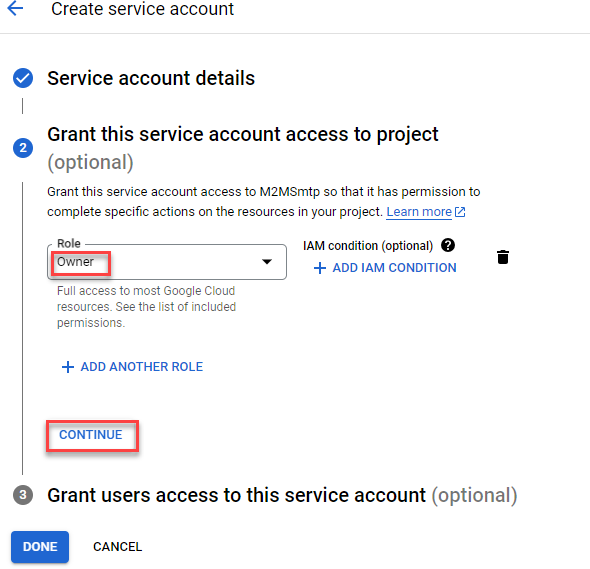 Create service account
Service account details
2
Grant this service account access to project
(optional)
Grant this service account access to M2MSmtp so that it has permission to
complete specific actions on the resources in your project. Learn more
Role
Owner
IAM condition (optional) ?
+ ADD IAM CONDITION
Full access to most Google Cloud
resources. See the list of included
permissions.
+ ADD ANOTHER ROLE
CONTINUE
3
Grant users access to this service account (optional)
DONE CANCEL